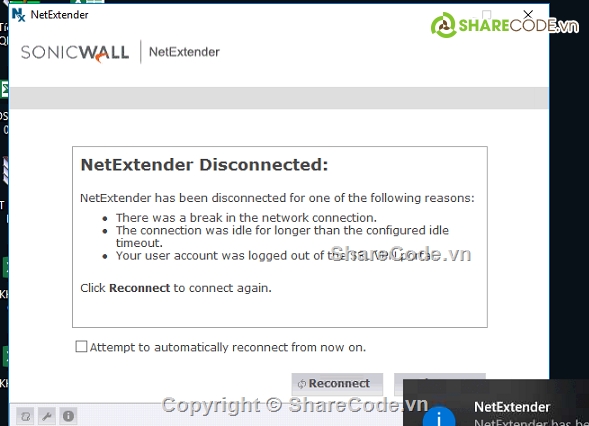 NetExtender
SHARECODE.vn
SONICWALL NetExtender
NetExtender Disconnected:
NetExtender has been disconnected for one of the following reasons:
There was a break in the network connection.
The connection was idle for longer than the configured idle
timeout.
Your user account was logged out of the
ShareCode.vn
Click Reconnect to connect again.
Attempt to automatically reconnect from now on.
Reconnect
Copyright © ShareCode.vn
NetExtender
NetExtender has be